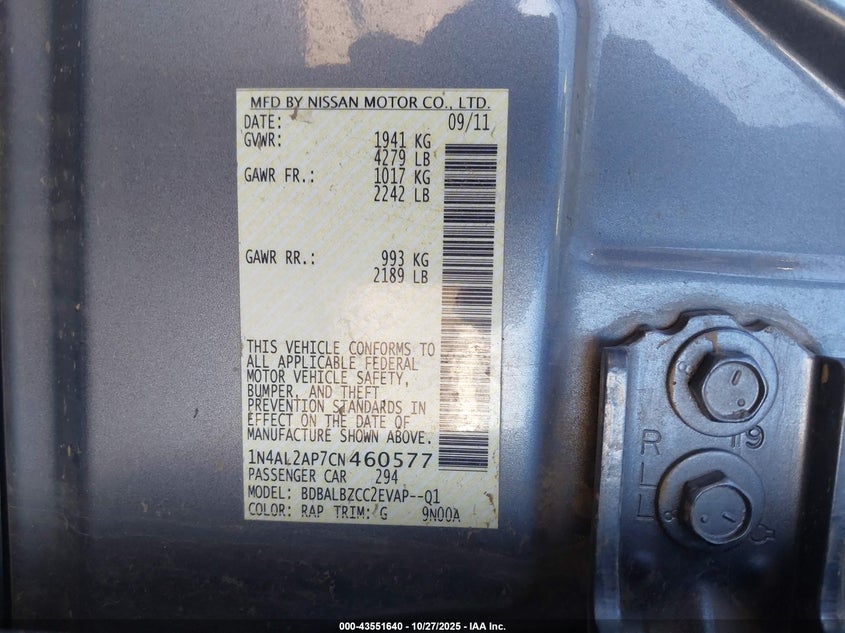 MFD BY NISSAN MOTOR CO., LTD.
DATE: 09/11
GVWR: 1941 KG
4279 LB
GAWR FR.: 1017 KG
2242 LB
GAWR RR.: 993 KG
2189 LB
THIS VEHICLE CONFORMS TO
ALL APPLICABLE FEDERAL
MOTOR VEHICLE SAFETY,
BUMPER, AND THEFT
PREVENTION STANDARDS IN
EFFECT ON THE DATE OF
MANUFACTURE SHOWN ABOVE.
1N4AL2AP7CN460577
PASSENGER CAR 294
MODEL: BDBALBZCC2EVAP--Q1
COLOR: RAP TRIM: G 9N00A
R 19
L
L
000-43551640 - 10/27/2025 - IAA Inc.